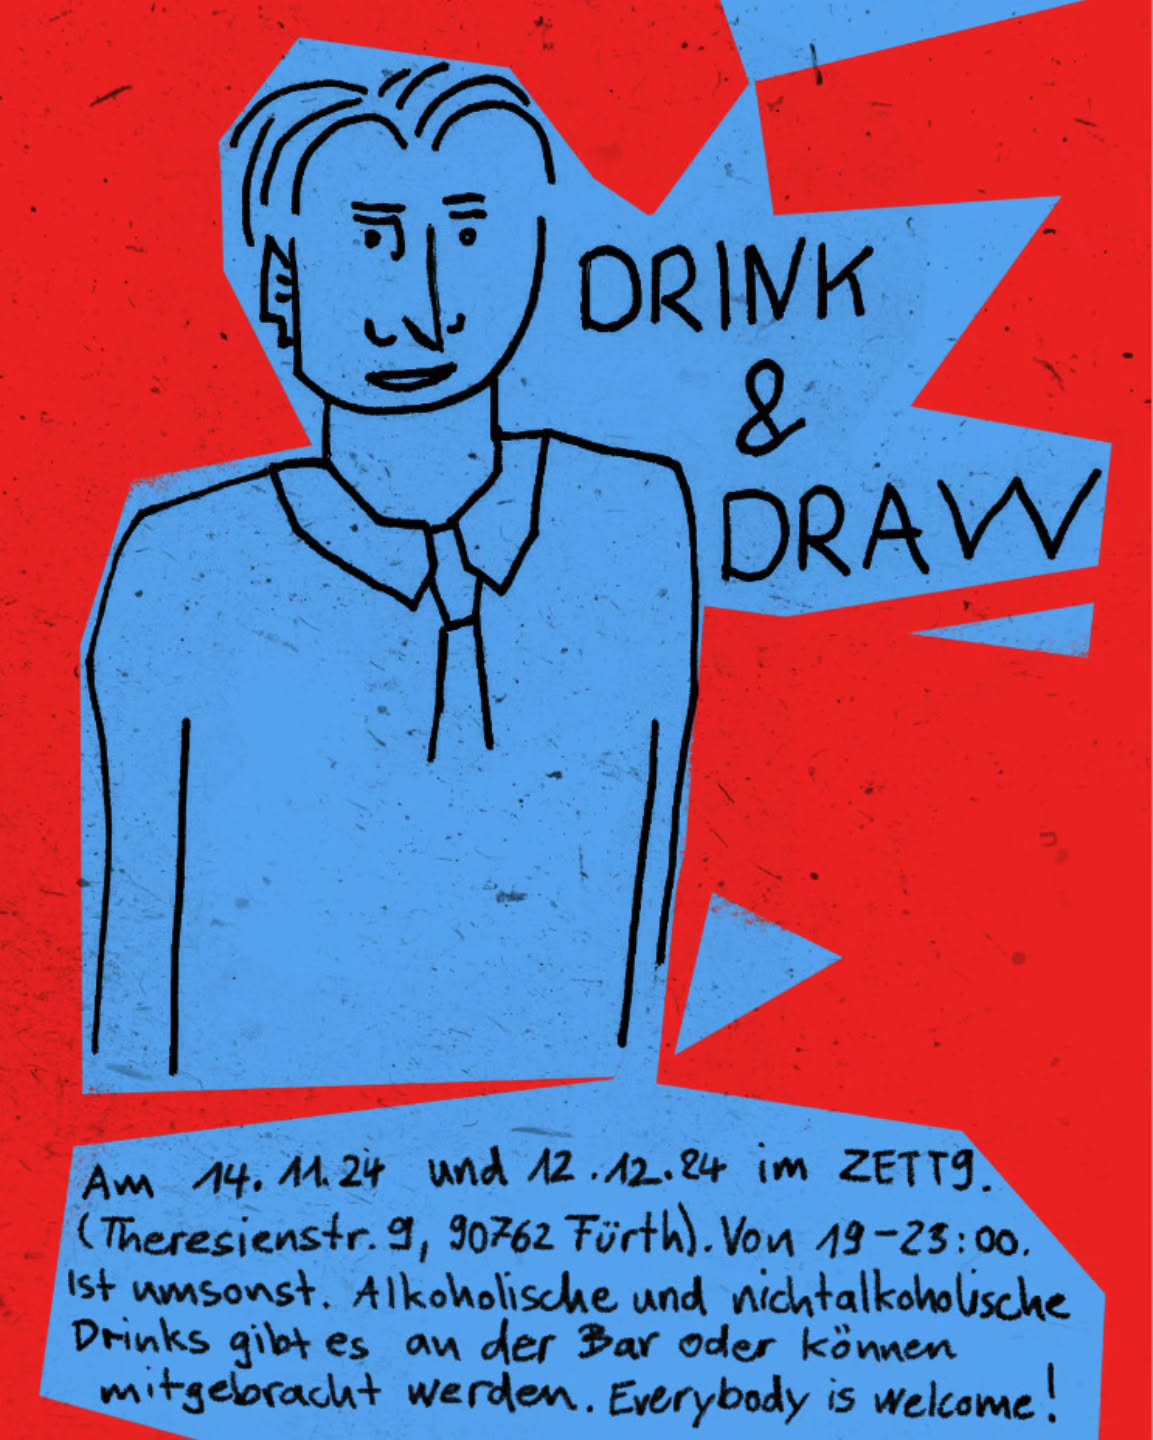 DRINK
&
DRAW
Am 14.11.24 und 12.12.24 im ZETT9.
(Theresienstr. 9, 90762 Fürth). Von 19-23:00.
Ist umsonst. Alkoholische und nichtalkoholische
Drinks gibt es an der Bar oder können
mitgebracht werden. Everybody is welcome!